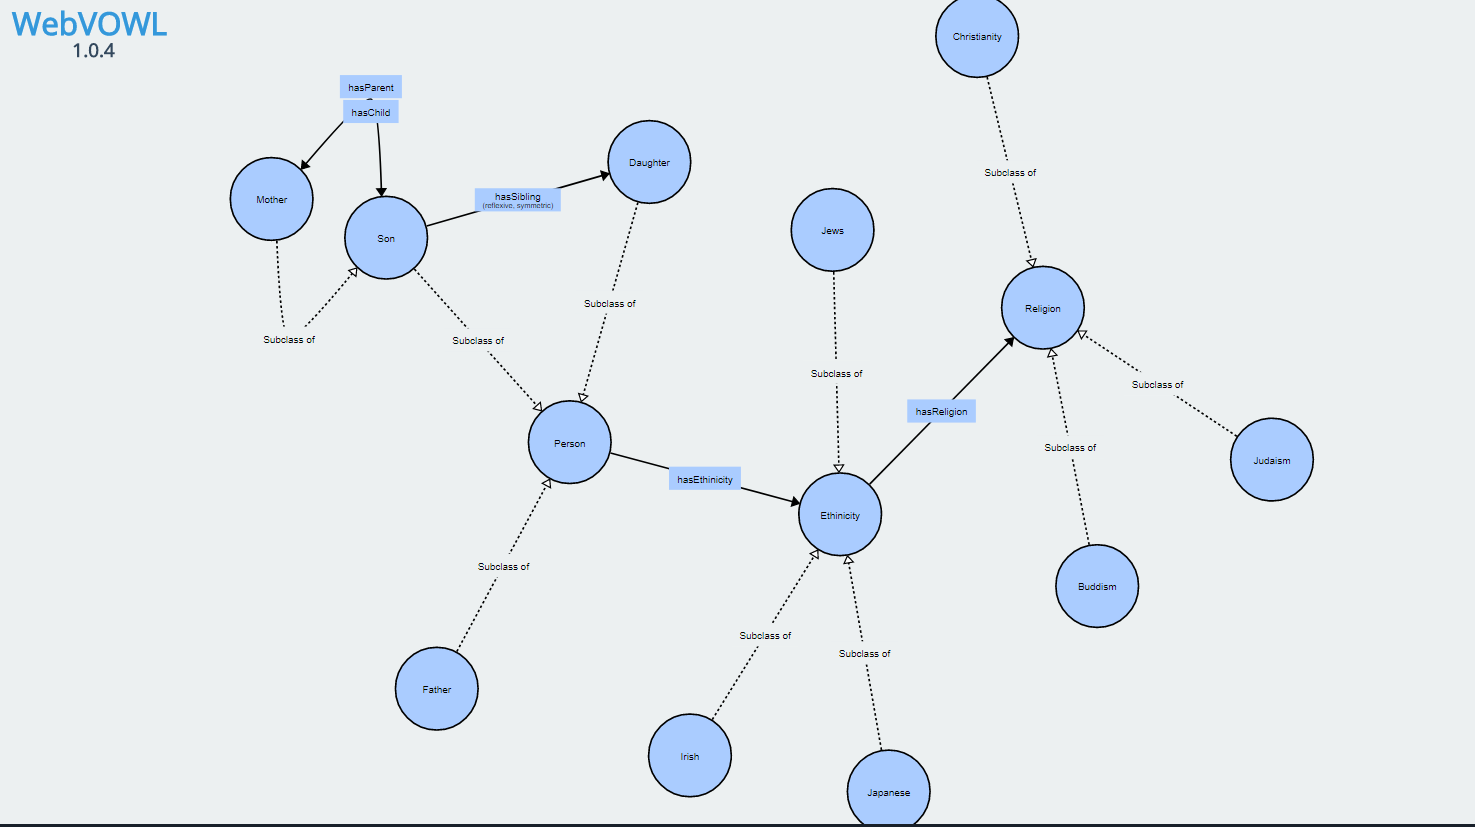 WebVOWL
1.0.4
Christianity
hasParent
hasChild
Daughter
Mother
hasSibling
(reflexive, symmetric)
Son
Subclass of
Jews
Subclass of
Religion
Subclass of
Subclass of
Subclass of
Subclass of
Subclass of
hasReligion
Person
Subclass of
Judaism
hasEthinicity
Ethinicity
Subclass of
Buddism
Subclass of
Subclass of
Father
Irish
Japanese